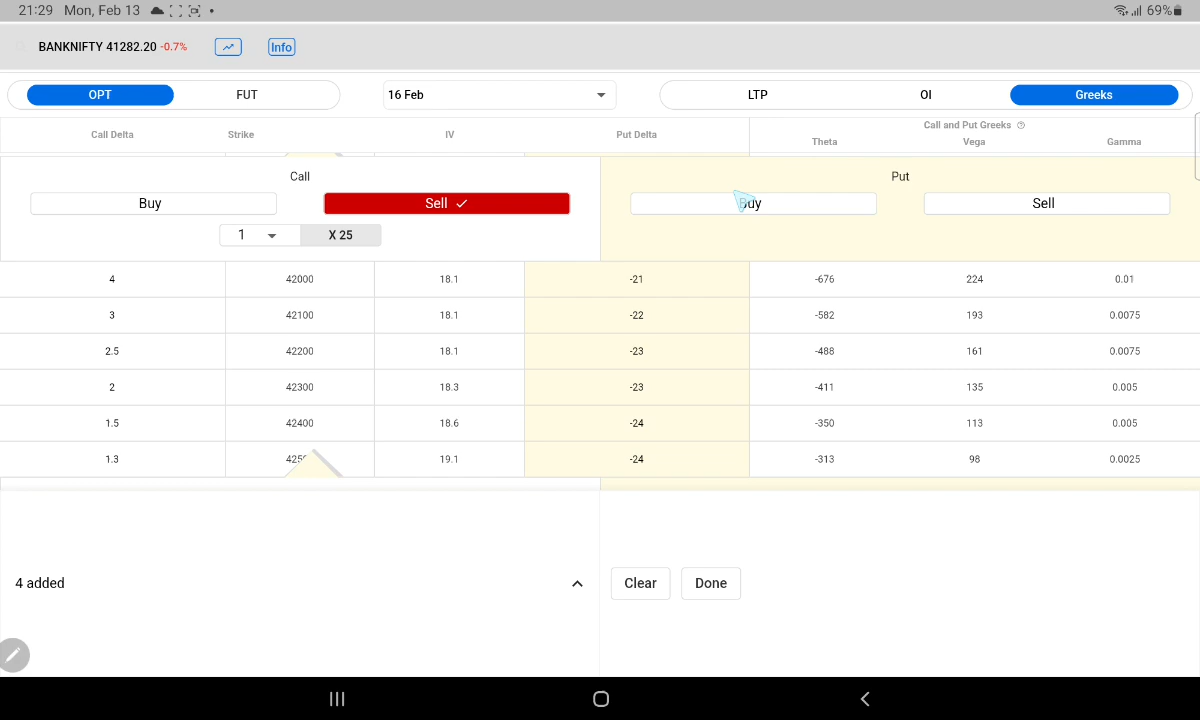 21:29 Mon, Feb 13 69%
BANKNIFTY 41282.20 -0.7% Info
OPT FUT 16 Feb LTP OI Greeks
Call Delta Strike IV Put Delta Call and Put Greeks
Theta Vega Gamma
Call Put
Buy Sell Buy Sell
1 X 25
4 42000 18.1 -21 -676 224 0.01
3 42100 18.1 -22 -582 193 0.0075
2.5 42200 18.1 -23 -488 161 0.0075
2 42300 18.3 -23 -411 135 0.005
1.5 42400 18.6 -24 -350 113 0.005
1.3 19.1 -24 -313 98 0.0025
4 added Clear Done